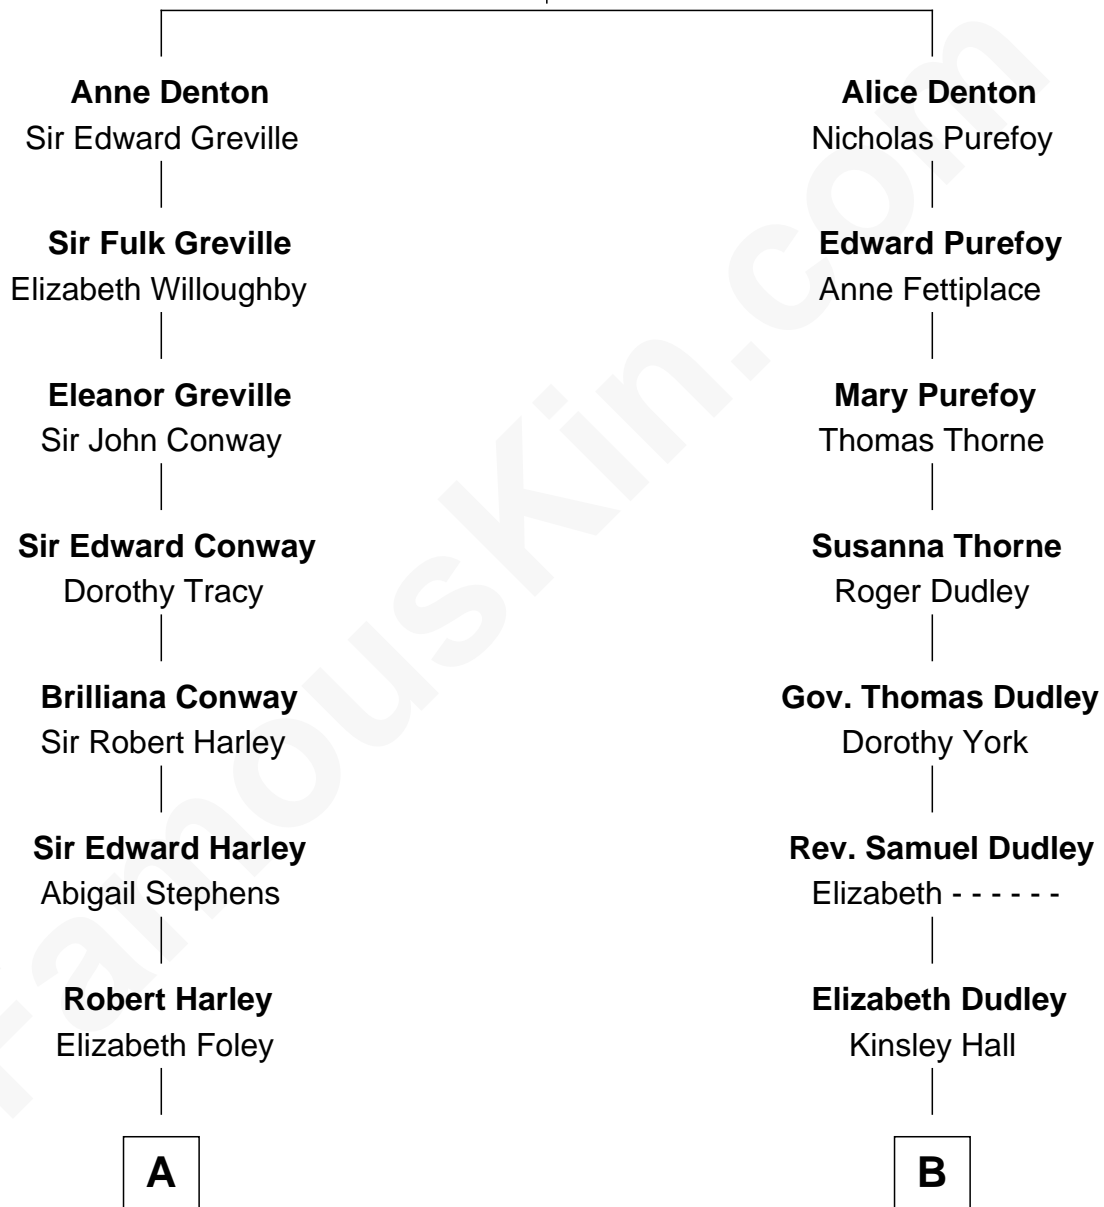 Anne Denton
Sir Edward Greville
Alice Denton
Nicholas Purefoy
Sir Fulk Greville
Elizabeth Willoughby
Edward Purefoy
Anne Fettiplace
Eleanor Greville
Sir John Conway
Mary Purefoy
Thomas Thorne
Sir Edward Conway
Dorothy Tracy
Susanna Thorne
Roger Dudley
Brilliana Conway
Sir Robert Harley
Gov. Thomas Dudley
Dorothy York
Sir Edward Harley
Abigail Stephens
Rev. Samuel Dudley
Elizabeth - - - - - -
Robert Harley
Elizabeth Foley
Elizabeth Dudley
Kinsley Hall
A
B
FamousKin.com